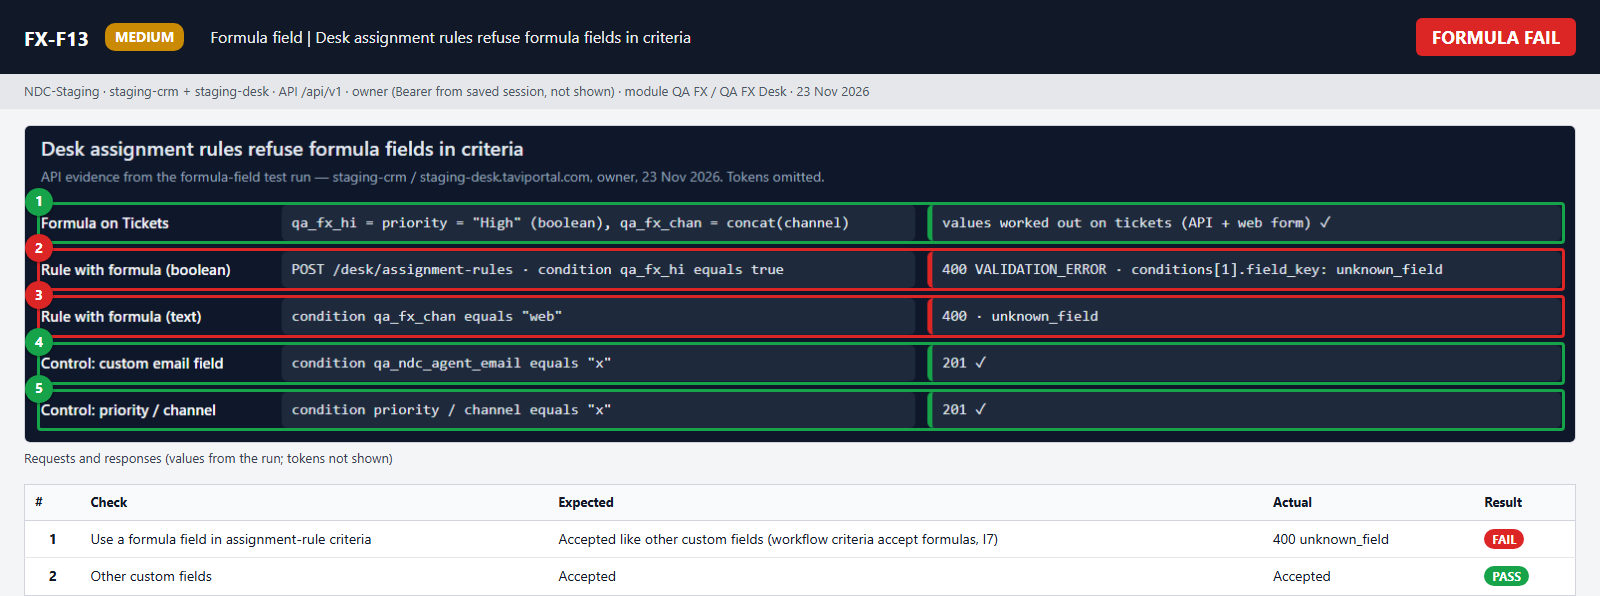 FX-F13 MEDIUM Formula field | Desk assignment rules refuse formula fields in criteria FORMULA FAIL
NDC-Staging · staging-crm + staging-desk · API /api/v1 · owner (Bearer from saved session, not shown) · module QA FX / QA FX Desk · 23 Nov 2026
Desk assignment rules refuse formula fields in criteria
API evidence from the formula-field test run — staging-crm / staging-desk.taviportal.com, owner, 23 Nov 2026. Tokens omitted.
1
Formula on Tickets qa_fx_hi = priority = "High" (boolean), qa_fx_chan = concat(channel) values worked out on tickets (API + web form) ✓
2
Rule with formula (boolean) POST /desk/assignment-rules · condition qa_fx_hi equals true 400 VALIDATION_ERROR · conditions[1].field_key: unknown_field
3
Rule with formula (text) condition qa_fx_chan equals "web" 400 · unknown_field
4
Control: custom email field condition qa_ndc_agent_email equals "x" 201 ✓
5
Control: priority / channel condition priority / channel equals "x" 201 ✓
Requests and responses (values from the run; tokens not shown)
# Check Expected Actual Result
1 Use a formula field in assignment-rule criteria Accepted like other custom fields (workflow criteria accept formulas, I7) 400 unknown_field FAIL
2 Other custom fields Accepted Accepted PASS